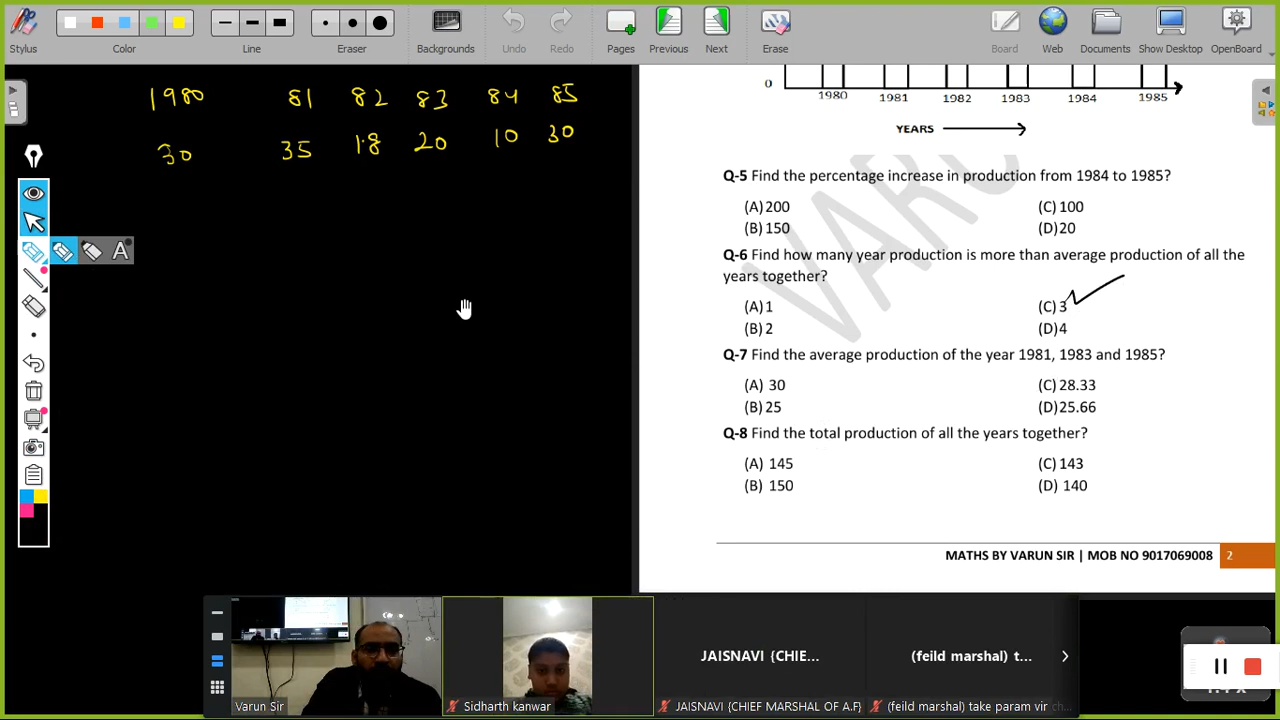 Stylus Color Line Eraser Backgrounds Undo Redo Pages Previous Next Erase Board Web Documents Show Desktop OpenBoard
1980 81 82 83 84 85
30 35 18 20 10 30
A
0
1980 1981 1982 1983 1984 1985
YEARS
Q-5 Find the percentage increase in production from 1984 to 1985?
(A) 200 (C) 100
(B) 150 (D) 20
Q-6 Find how many year production is more than average production of all the
years together?
(A) 1 (C) 3
(B) 2 (D) 4
Q-7 Find the average production of the year 1981, 1983 and 1985?
(A) 30 (C) 28.33
(B) 25 (D) 25.66
Q-8 Find the total production of all the years together?
(A) 145 (C) 143
(B) 150 (D) 140
MATHS BY VARUN SIR | MOB NO 9017069008 2
JAISNAVI {CHIE... (feild marshal) t...
Varun Sir Sidharth kanwar JAISNAVI {CHIEF MARSHAL OF A.F} (feild marshal) take param vir ch...